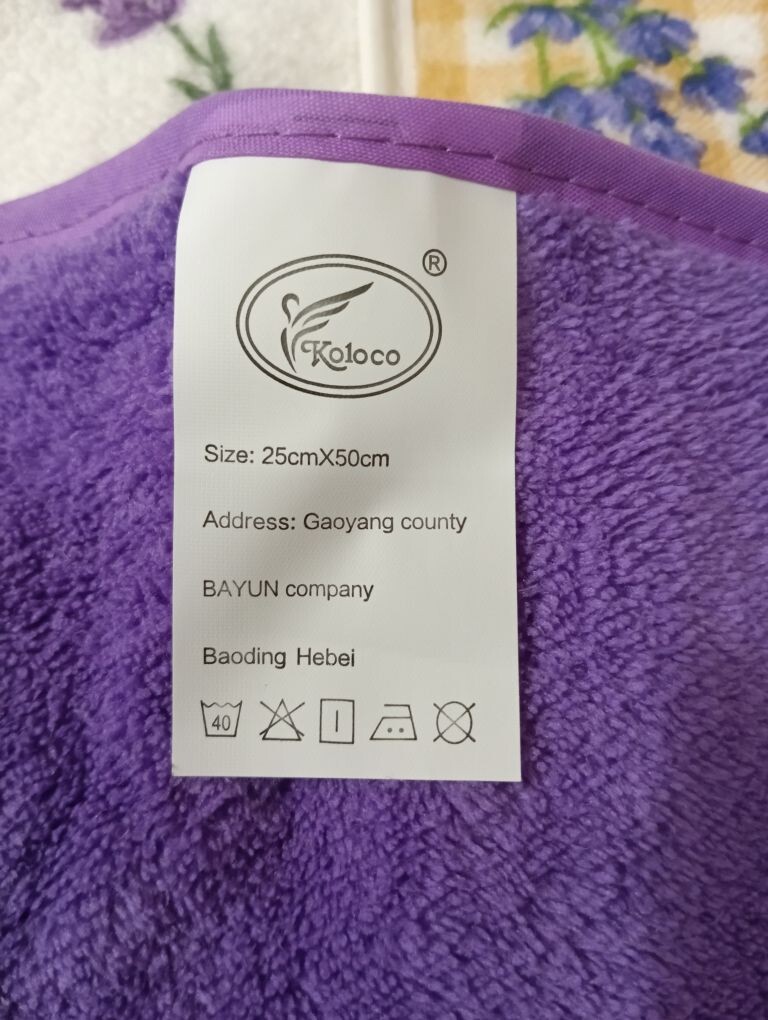 ®
Koloco
Size: 25cmX50cm
Address: Gaoyang county
BAYUN company
Baoding Hebei
40